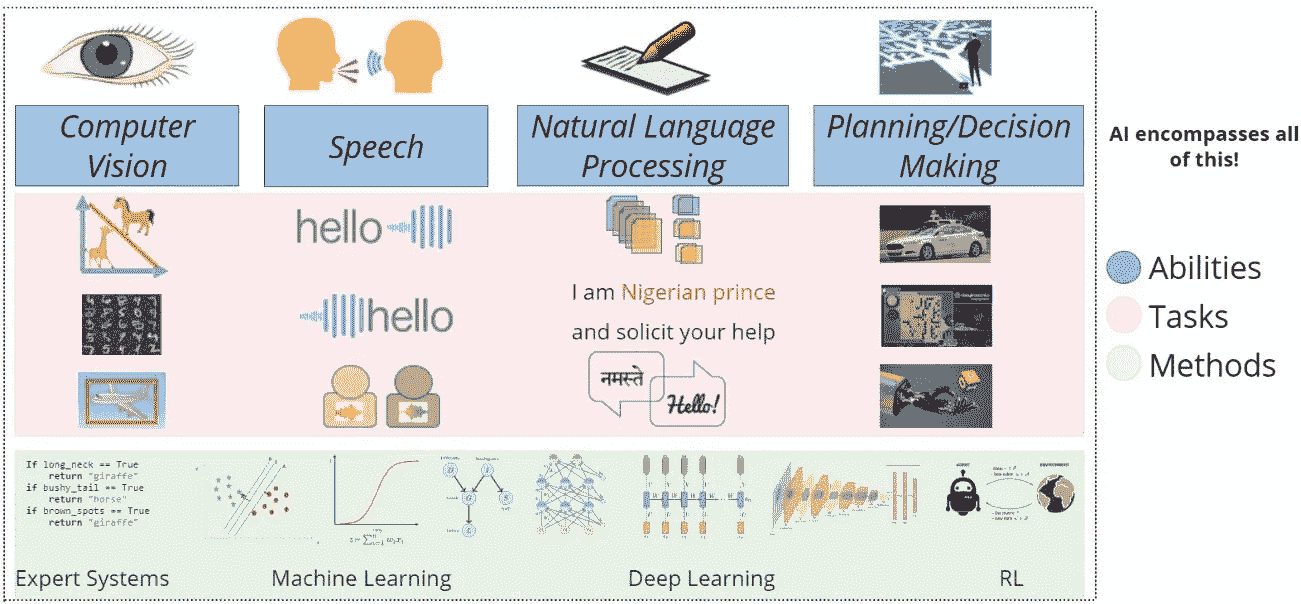 Computer
Vision
Speech
Natural Language
Processing
Planning/Decision
Making
AI encompasses all
of this!
hello
hello
I am Nigerian prince
and solicit your help
नमस्ते
Hello!
Abilities
Tasks
Methods
If long_neck == True
return "giraffe"
if bushy_tail == True
return "horse"
if brown_spots == True
return "giraffe"
Expert Systems
Machine Learning
Deep Learning
RL